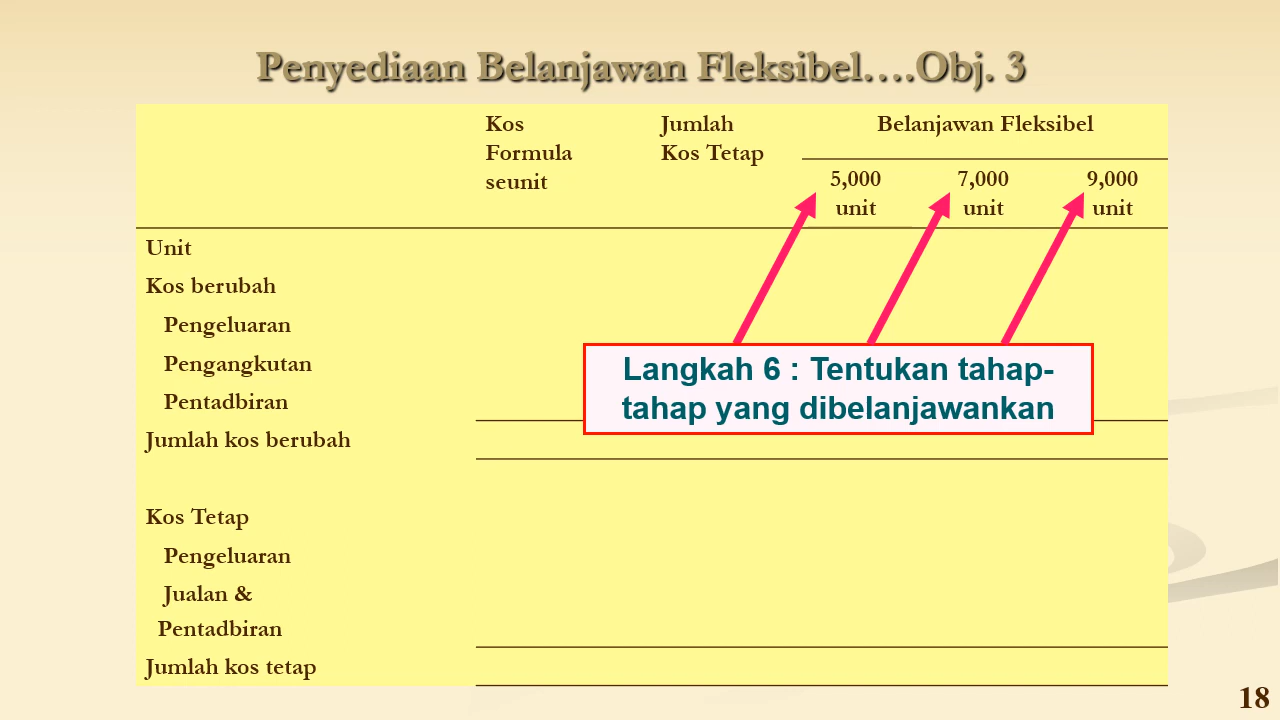 Penyediaan Belanjawan Fleksibel....Obj. 3
Kos
Formula
seunit
Jumlah
Kos Tetap
Belanjawan Fleksibel
5,000
unit
7,000
unit
9,000
unit
Unit
Kos berubah
Pengeluaran
Pengangkutan
Pentadbiran
Jumlah kos berubah
Langkah 6 : Tentukan tahap-
tahap yang dibelanjawankan
Kos Tetap
Pengeluaran
Jualan &
Pentadbiran
Jumlah kos tetap
18